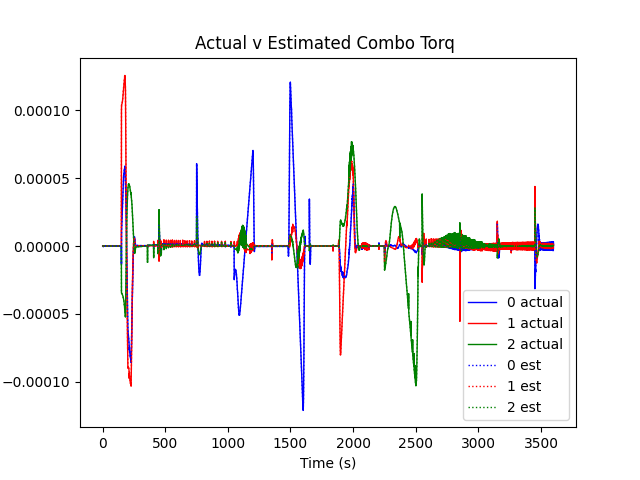 Actual v Estimated Combo Torq
0.00010
0.00005
0.00000
−0.00005
−0.00010
0 actual
1 actual
2 actual
0 est
1 est
2 est
0 500 1000 1500 2000 2500 3000 3500
Time (s)